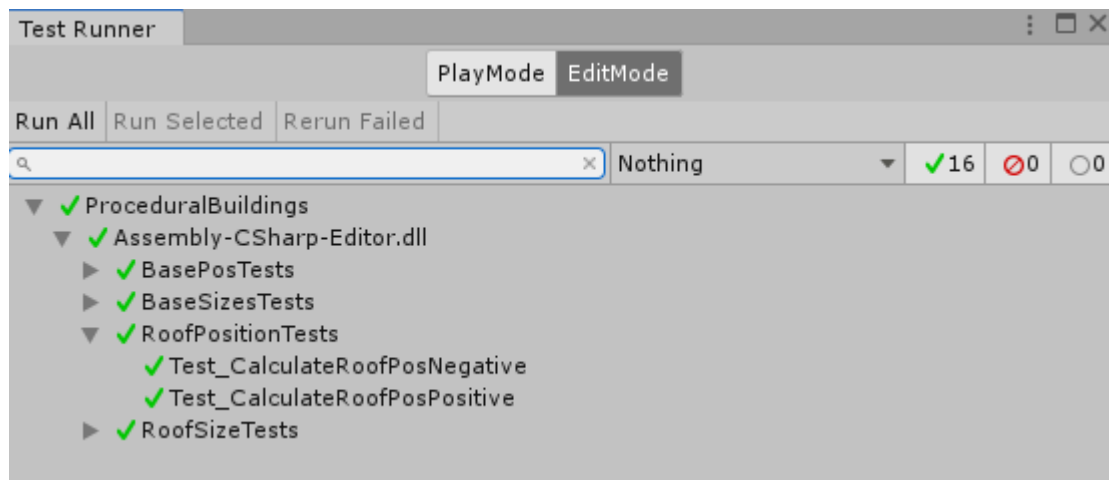 Test Runner
PlayMode EditMode
Run All Run Selected Rerun Failed
Nothing 16 0 0
ProceduralBuildings
Assembly-CSharp-Editor.dll
BasePosTests
BaseSizesTests
RoofPositionTests
Test_CalculateRoofPosNegative
Test_CalculateRoofPosPositive
RoofSizeTests